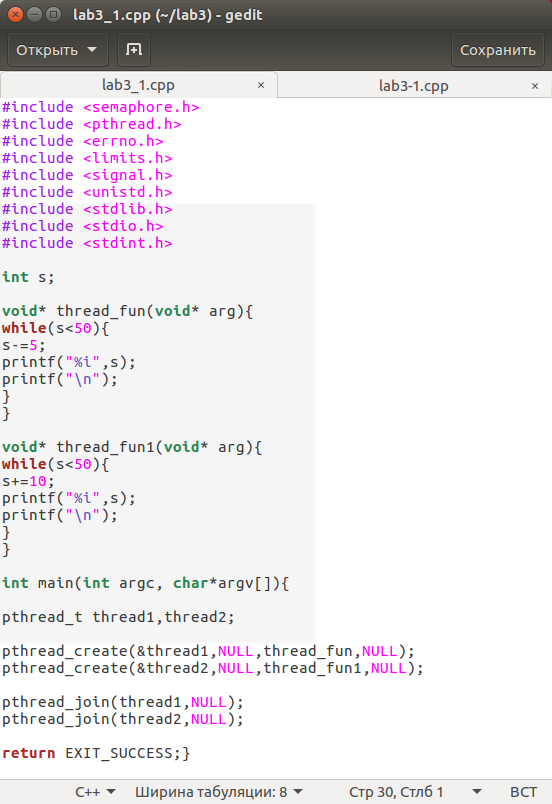 lab3_1.cpp (~/lab3) - gedit
Открыть
Сохранить
lab3_1.cpp ×
lab3-1.cpp ×
#include <semaphore.h>
#include <pthread.h>
#include <errno.h>
#include <limits.h>
#include <signal.h>
#include <unistd.h>
#include <stdlib.h>
#include <stdio.h>
#include <stdint.h>

int s;

void* thread_fun(void* arg){
while(s<50){
s-=5;
printf("%i",s);
printf("\n");
}
}

void* thread_fun1(void* arg){
while(s<50){
s+=10;
printf("%i",s);
printf("\n");
}
}

int main(int argc, char*argv[]){

pthread_t thread1,thread2;

pthread_create(&thread1,NULL,thread_fun,NULL);
pthread_create(&thread2,NULL,thread_fun1,NULL);

pthread_join(thread1,NULL);
pthread_join(thread2,NULL);

return EXIT_SUCCESS;}
C++ Ширина табуляции: 8 Стр 30, Стлб 1 ВСТ